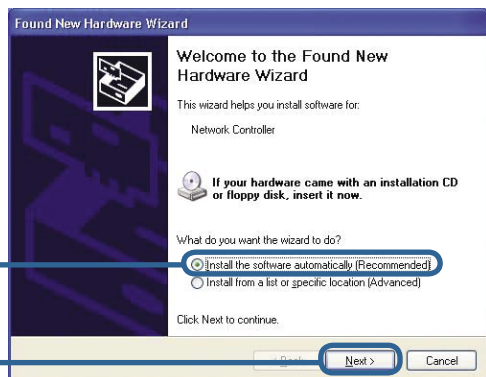 Found New Hardware Wizard
Welcome to the Found New
Hardware Wizard
This wizard helps you install software for:
Network Controller
If your hardware came with an installation CD
or floppy disk, insert it now.
What do you want the wizard to do?
Install the software automatically (Recommended)
Install from a list or specific location (Advanced)
Click Next to continue.
< Back Next > Cancel